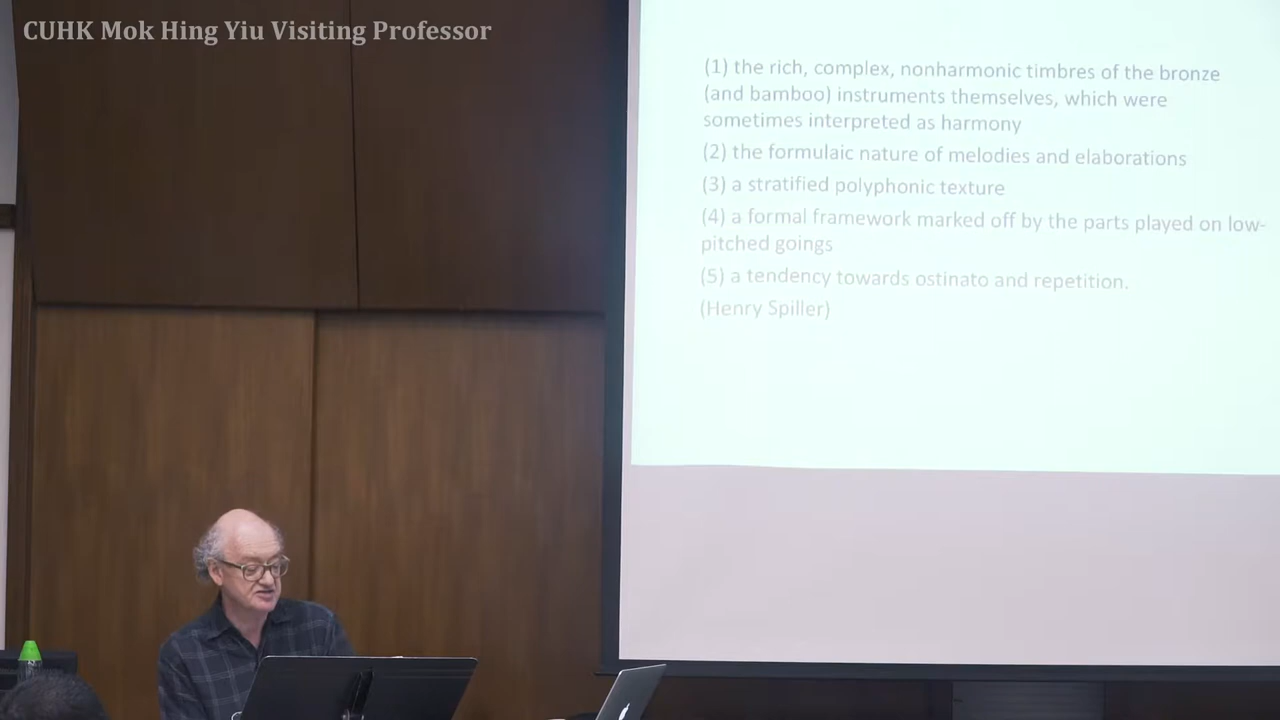 CUHK Mok Hing Yiu Visiting Professor
(1) the rich, complex, nonharmonic timbres of the bronze
(and bamboo) instruments themselves, which were
sometimes interpreted as harmony
(2) the formulaic nature of melodies and elaborations
(3) a stratified polyphonic texture
(4) a formal framework marked off by the parts played on low-
pitched goings
(5) a tendency towards ostinato and repetition.
(Henry Spiller)